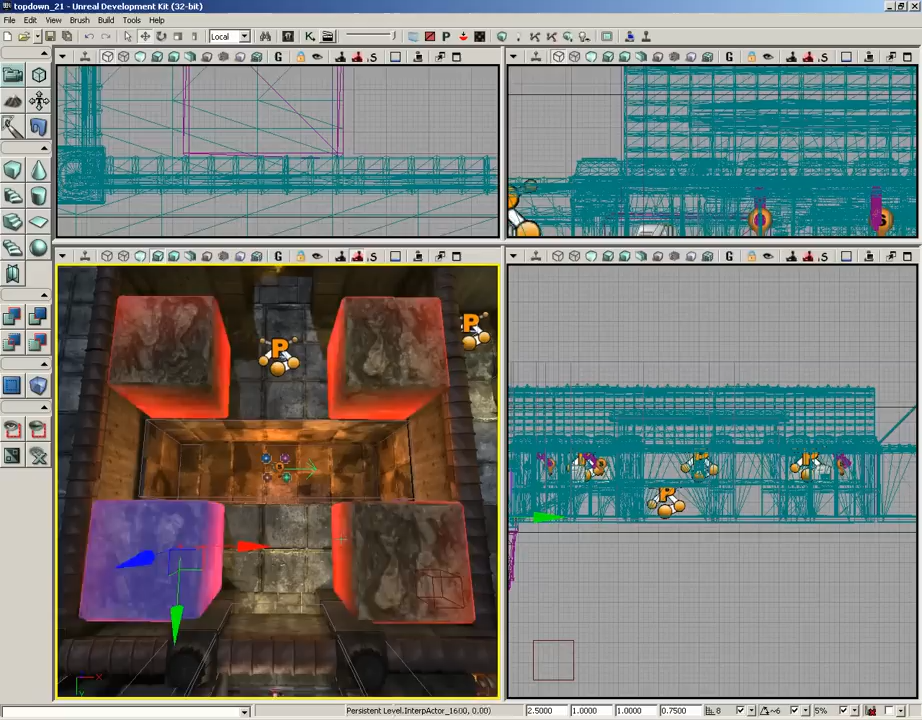 topdown_21 - Unreal Development Kit (32-bit)
File Edit View Brush Build Tools Help
Local
G
G
G
G
P
P
P
P
Persistent Level.InterpActor_1600, 0.00)
2.5000
1.0000
1.0000
0.7500
8
~6
5%